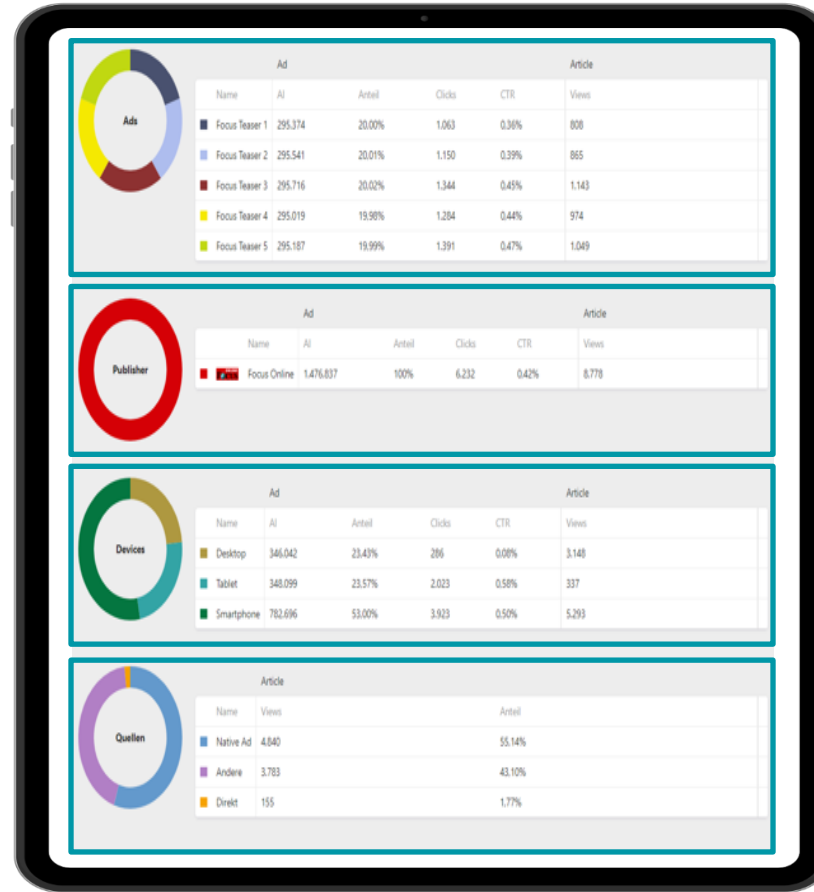 Ad Article
Name AI Anteil Clicks CTR Views
Ads
Focus Teaser 1 295.374 20.00% 1.063 0.36% 808
Focus Teaser 2 295.541 20,01% 1.150 0.39% 865
Focus Teaser 3 295.716 20.02% 1.344 0.45% 1.143
Focus Teaser 4 295.019 19.98% 1.284 0.44% 974
Focus Teaser 5 295.187 19.99% 1.391 0.47% 1.049
Ad Article
Name AI Anteil Clicks CTR Views
Publisher
Focus Online 1.476.837 100% 6.232 0.42% 8.778
Ad Article
Name AI Anteil Clicks CTR Views
Devices
Desktop 346.042 23.43% 286 0.08% 3.148
Tablet 348.099 23.57% 2.023 0.58% 337
Smartphone 782.696 53.00% 3.923 0.50% 5.293
Article
Name Views Anteil
Quellen
Native Ad 4.840 55.14%
Andere 3.783 43.10%
Direkt 155 1.77%